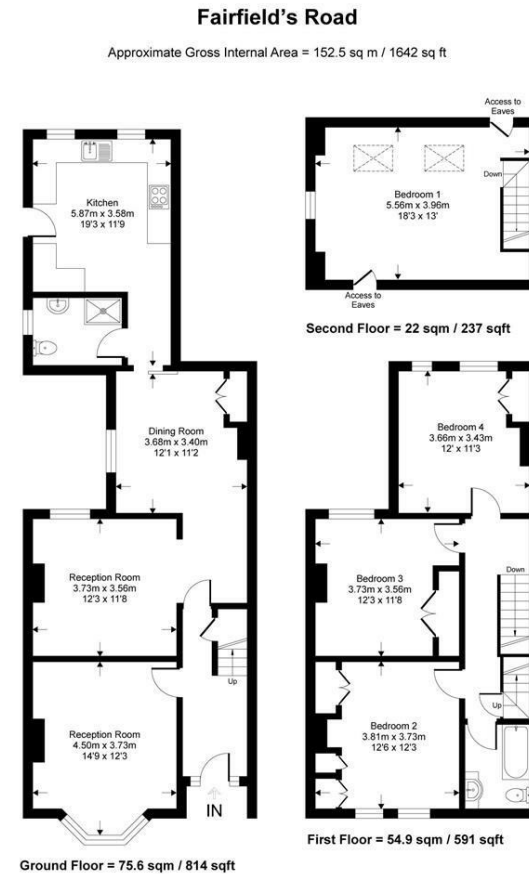 Fairfield's Road
Approximate Gross Internal Area = 152.5 sq m / 1642 sq ft
Kitchen
5.87m x 3.58m
19'3 x 11'9
Dining Room
3.68m x 3.40m
12'1 x 11'2
Reception Room
3.73m x 3.56m
12'3 x 11'8
Up
Reception Room
4.50m x 3.73m
14'9 x 12'3
IN
Ground Floor = 75.6 sqm / 814 sqft
Access to
Eaves
Down
Bedroom 1
5.56m x 3.96m
18'3 x 13'
Access to
Eaves
Second Floor = 22 sqm / 237 sqft
Bedroom 4
3.66m x 3.43m
12' x 11'3
Down
Bedroom 3
3.73m x 3.56m
12'3 x 11'8
Up
Bedroom 2
3.81m x 3.73m
12'6 x 12'3
First Floor = 54.9 sqm / 591 sqft